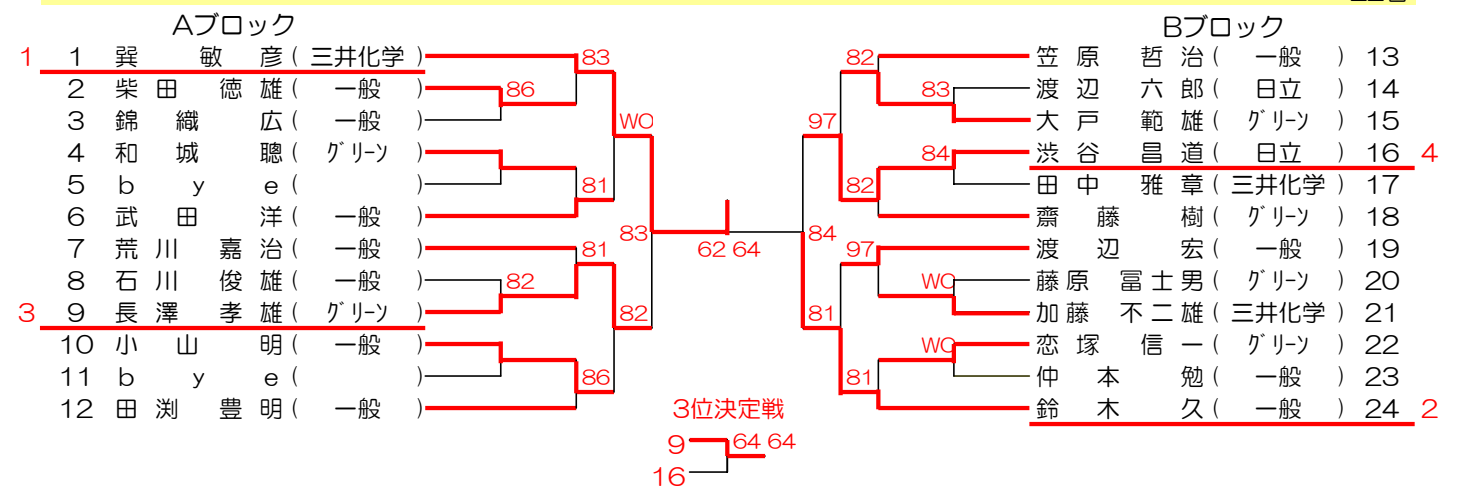 Aブロック Bブロック
1 1 巽 敏 彦 ( 三井化学 ) 83 82 笠 原 哲 治 ( 一般 ) 13
2 柴 田 徳 雄 ( 一般 ) 86 83 渡 辺 六 郎 ( 日立 ) 14
3 錦 織 広 ( 一般 ) WO 97 大 戸 範 雄 ( グリーン ) 15
4 和 城 聰 ( グリーン ) 84 渋 谷 昌 道 ( 日立 ) 16 4
5 b y e ( ) 81 82 田 中 雅 章 ( 三井化学 ) 17
6 武 田 洋 ( 一般 ) 齋 藤 樹 ( グリーン ) 18
83 84
7 荒 川 嘉 治 ( 一般 ) 81 62 64 97 渡 辺 宏 ( 一般 ) 19
8 石 川 俊 雄 ( 一般 ) 82 WO 藤 原 冨 士 男 ( グリーン ) 20
3 9 長 澤 孝 雄 ( グリーン ) 82 81 加 藤 不 二 雄 ( 三井化学 ) 21
10 小 山 明 ( 一般 ) WO 恋 塚 信 一 ( グリーン ) 22
11 b y e ( ) 86 81 仲 本 勉 ( 一般 ) 23
12 田 渕 豊 明 ( 一般 ) 鈴 木 久 ( 一般 ) 24 2
3位決定戦
9 64 64
16